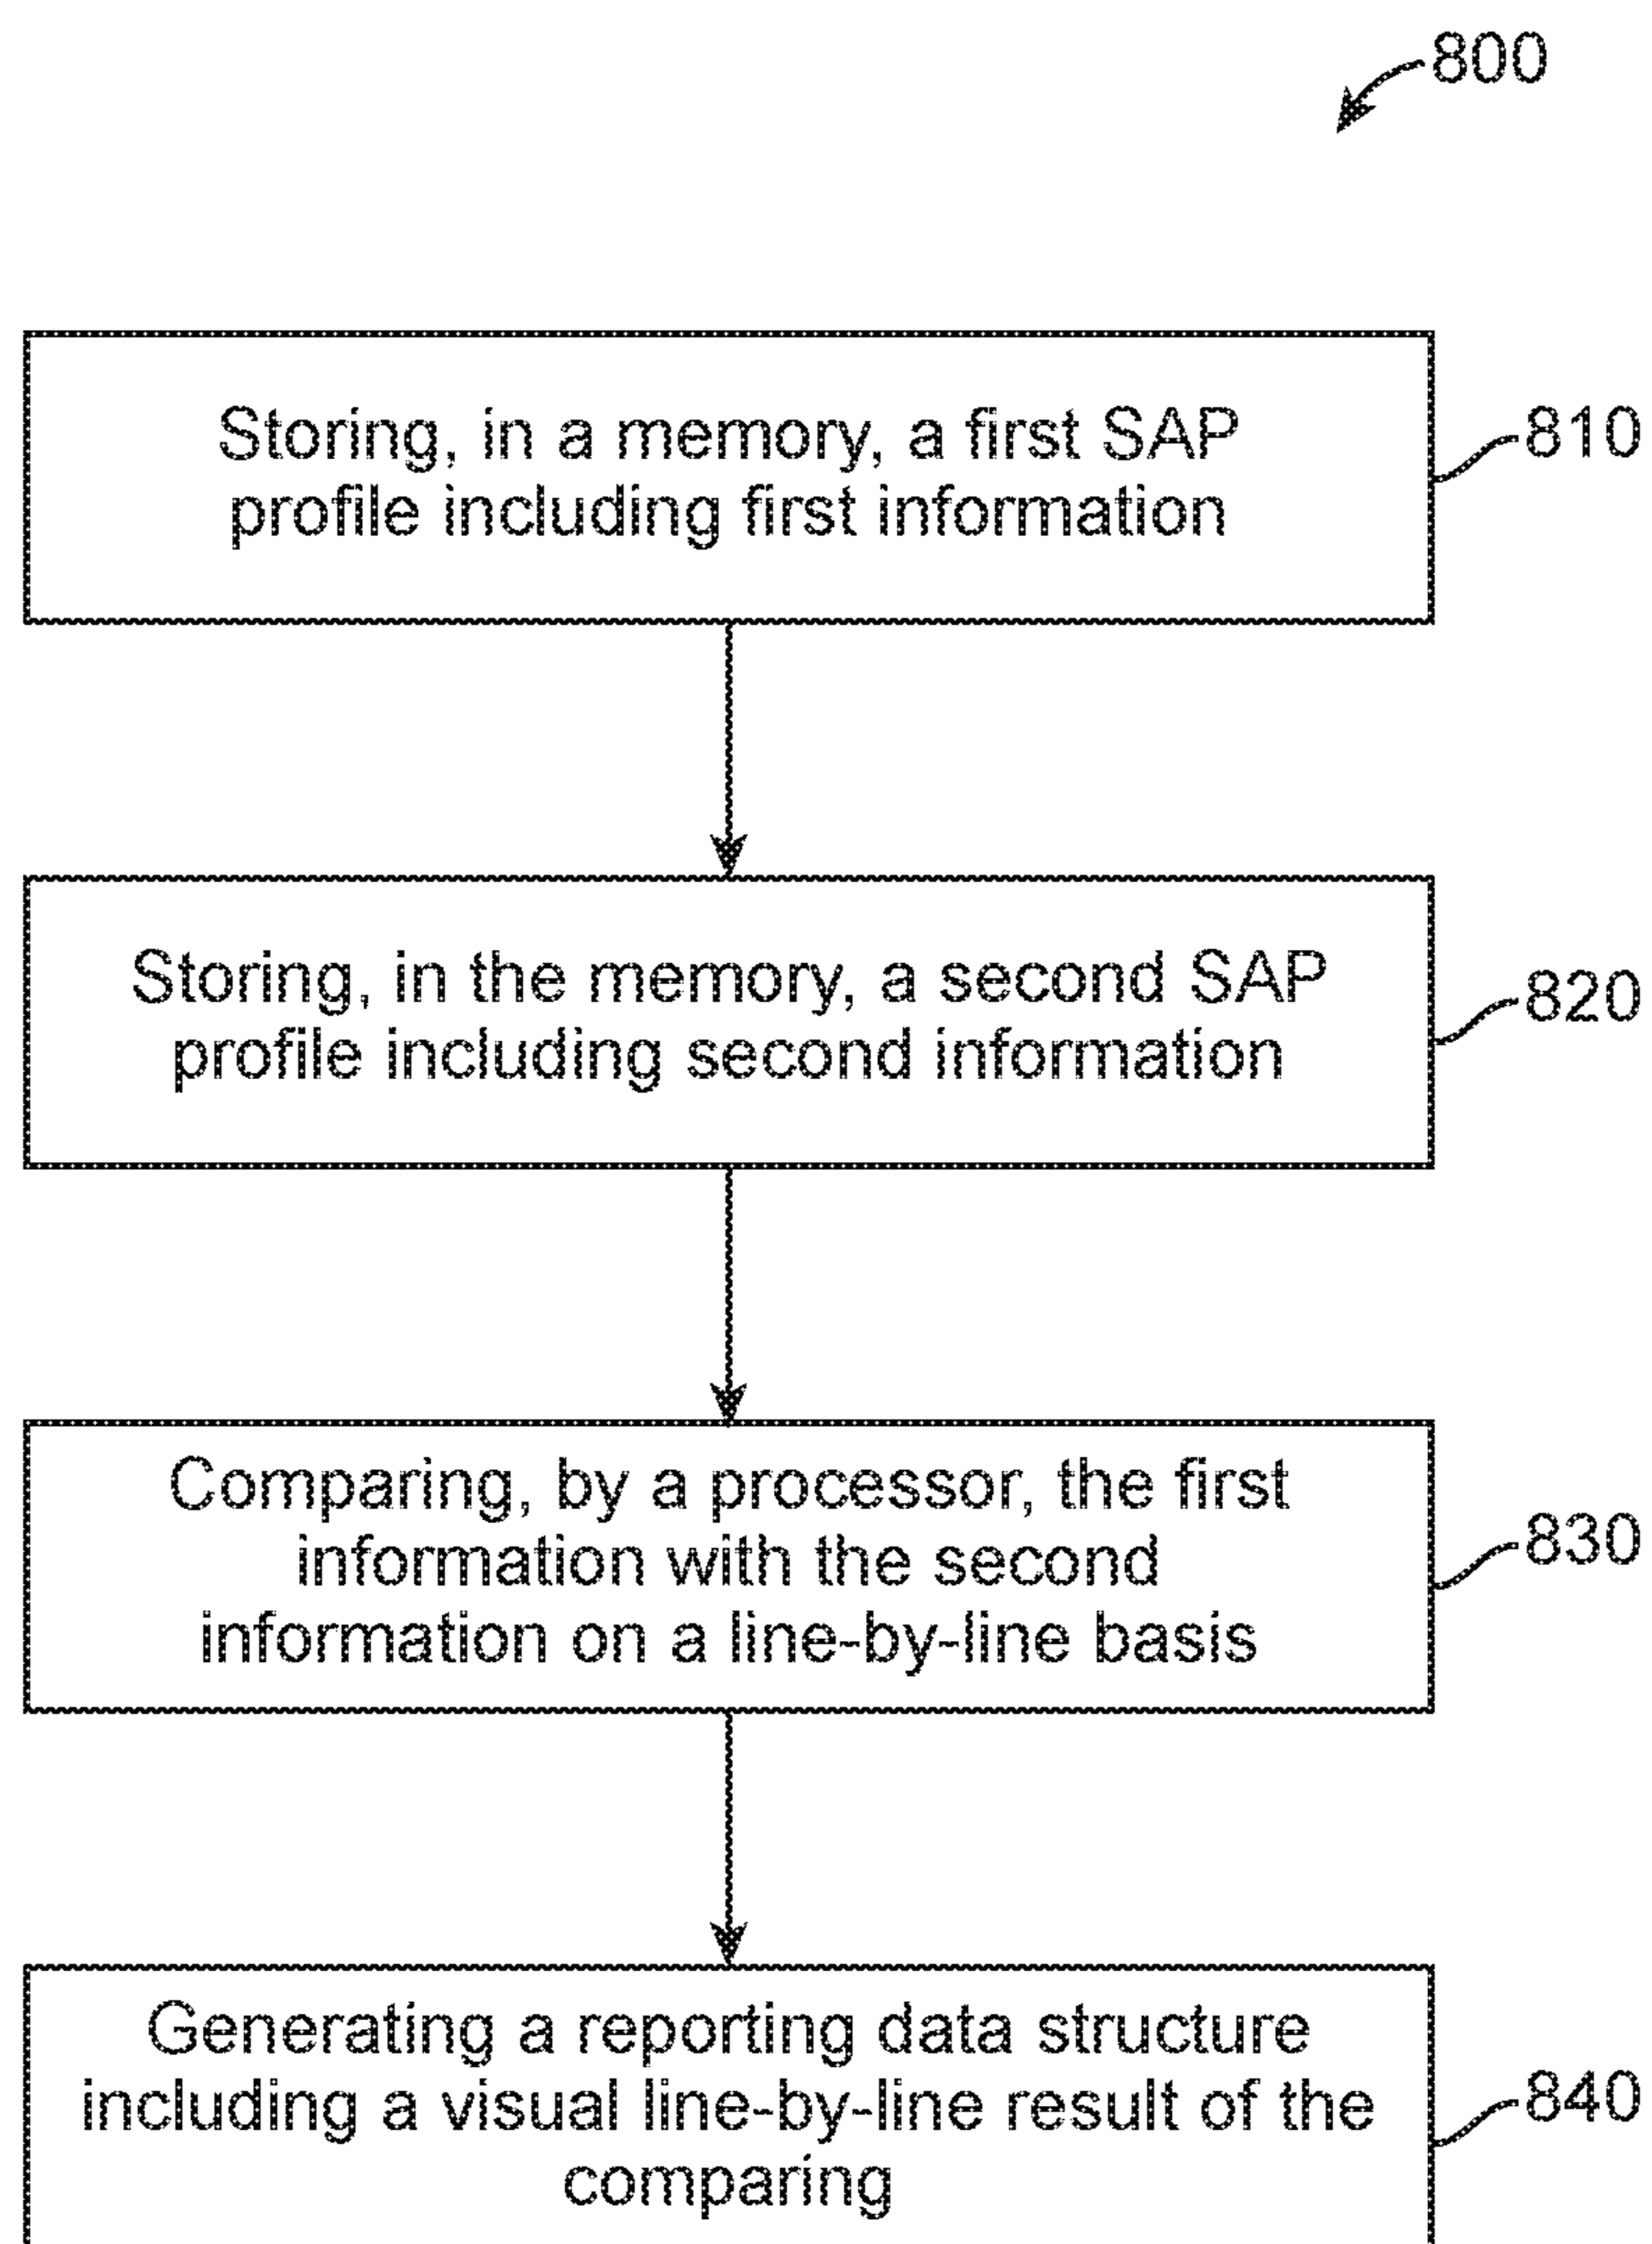 800
Storing, in a memory, a first SAP
profile including first information
810
Storing, in the memory, a second SAP
profile including second information
820
Comparing, by a processor, the first
information with the second
information on a line-by-line basis
830
Generating a reporting data structure
including a visual line-by-line result of the
comparing
840